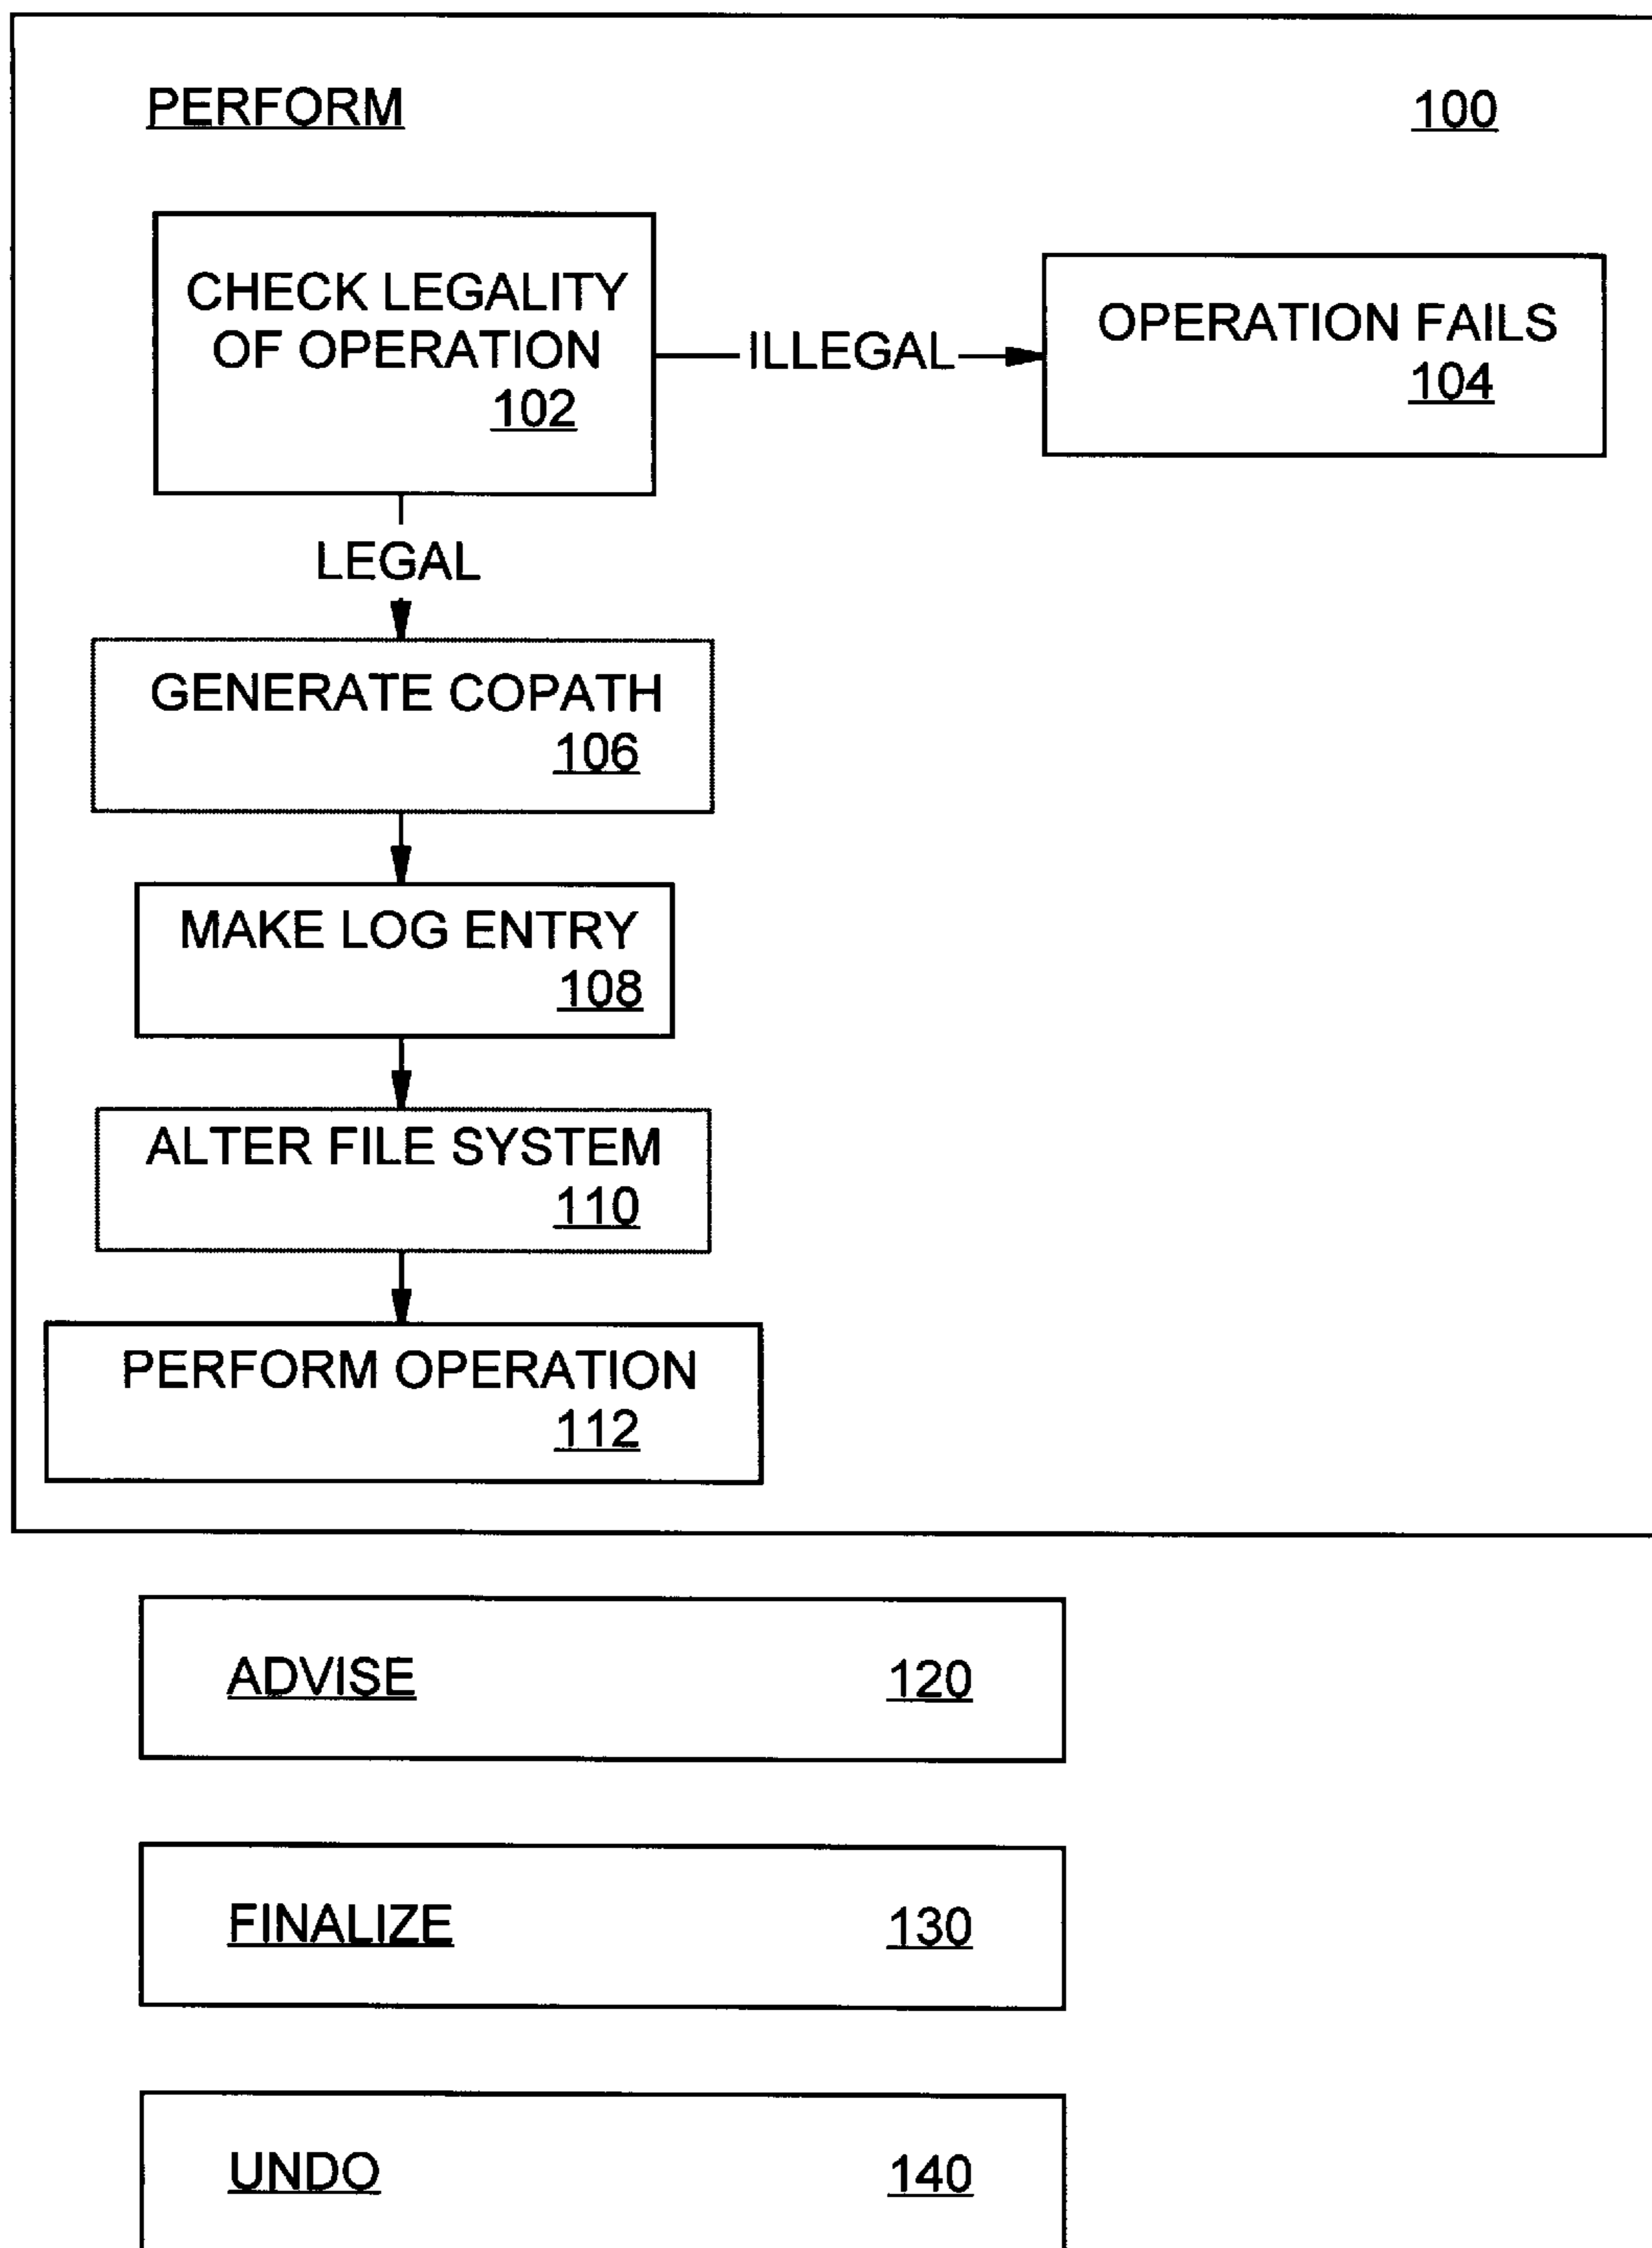 PERFORM 100
CHECK LEGALITY
OF OPERATION
102
ILLEGAL
OPERATION FAILS
104
LEGAL
GENERATE COPATH
106
MAKE LOG ENTRY
108
ALTER FILE SYSTEM
110
PERFORM OPERATION
112
ADVISE 120
FINALIZE 130
UNDO 140